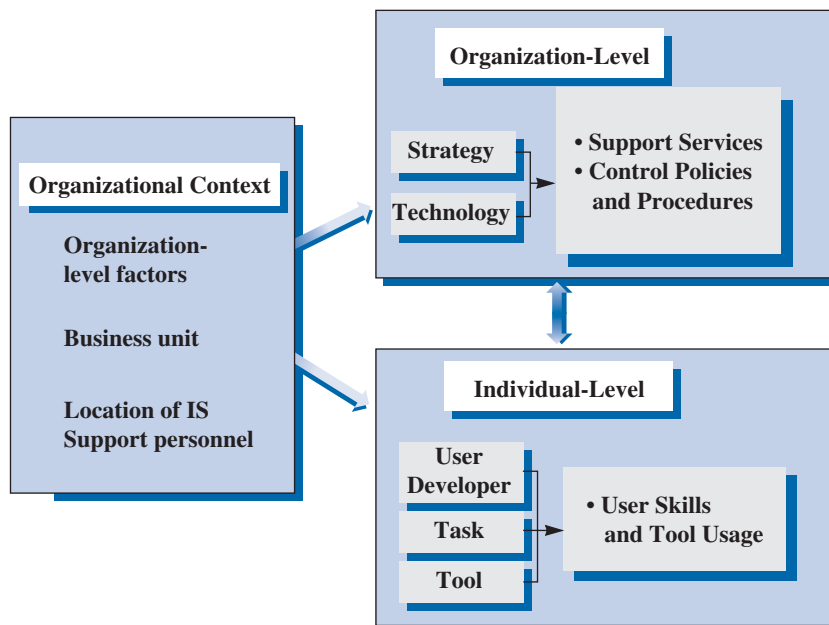 Organizational Context
Organization-
level factors
Business unit
Location of IS
Support personnel
Organization-Level
Strategy
Technology
• Support Services
• Control Policies
and Procedures
Individual-Level
User
Developer
Task
Tool
• User Skills
and Tool Usage